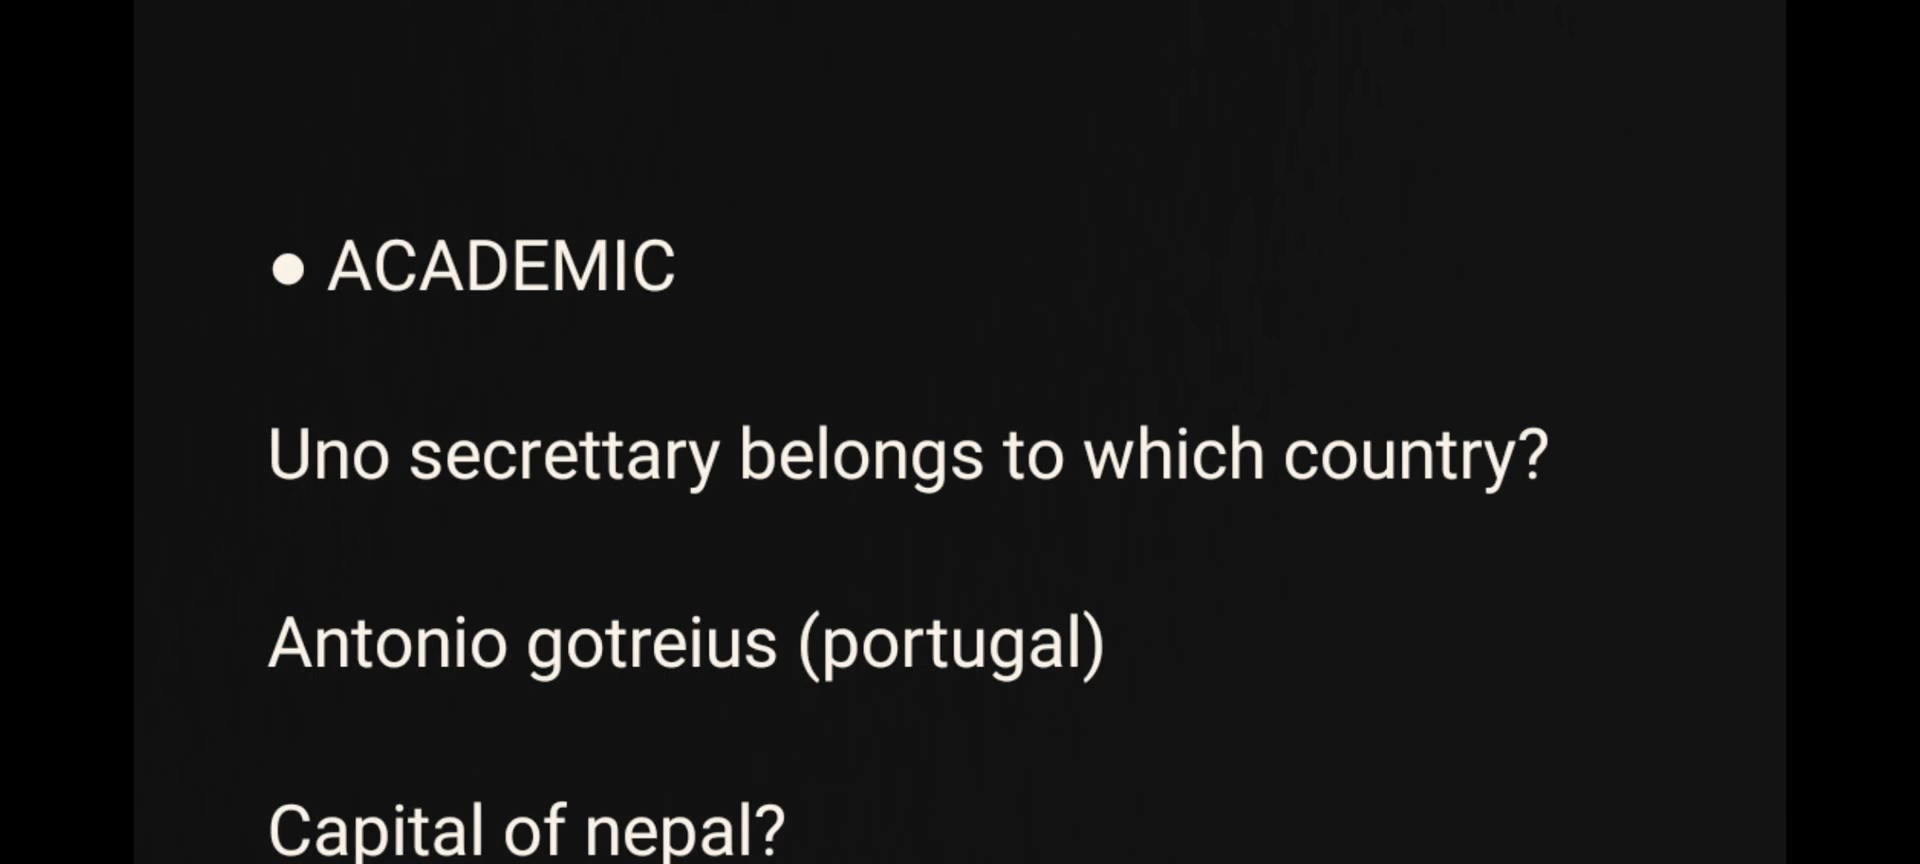 ● ACADEMIC
Uno secrettary belongs to which country?
Antonio gotreius (portugal)
Capital of nepal?